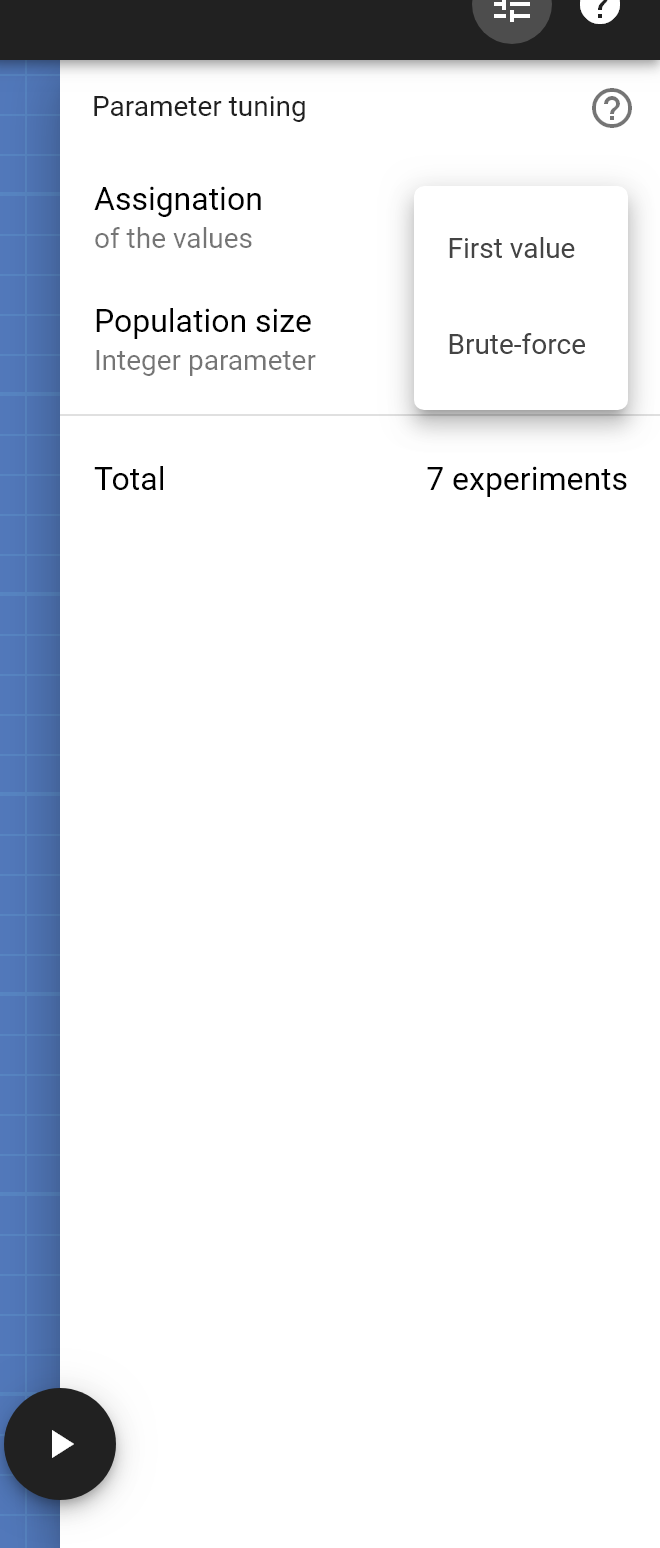 Parameter tuning
Assignation
of the values
First value
Population size
Integer parameter
Brute-force
Total
7 experiments